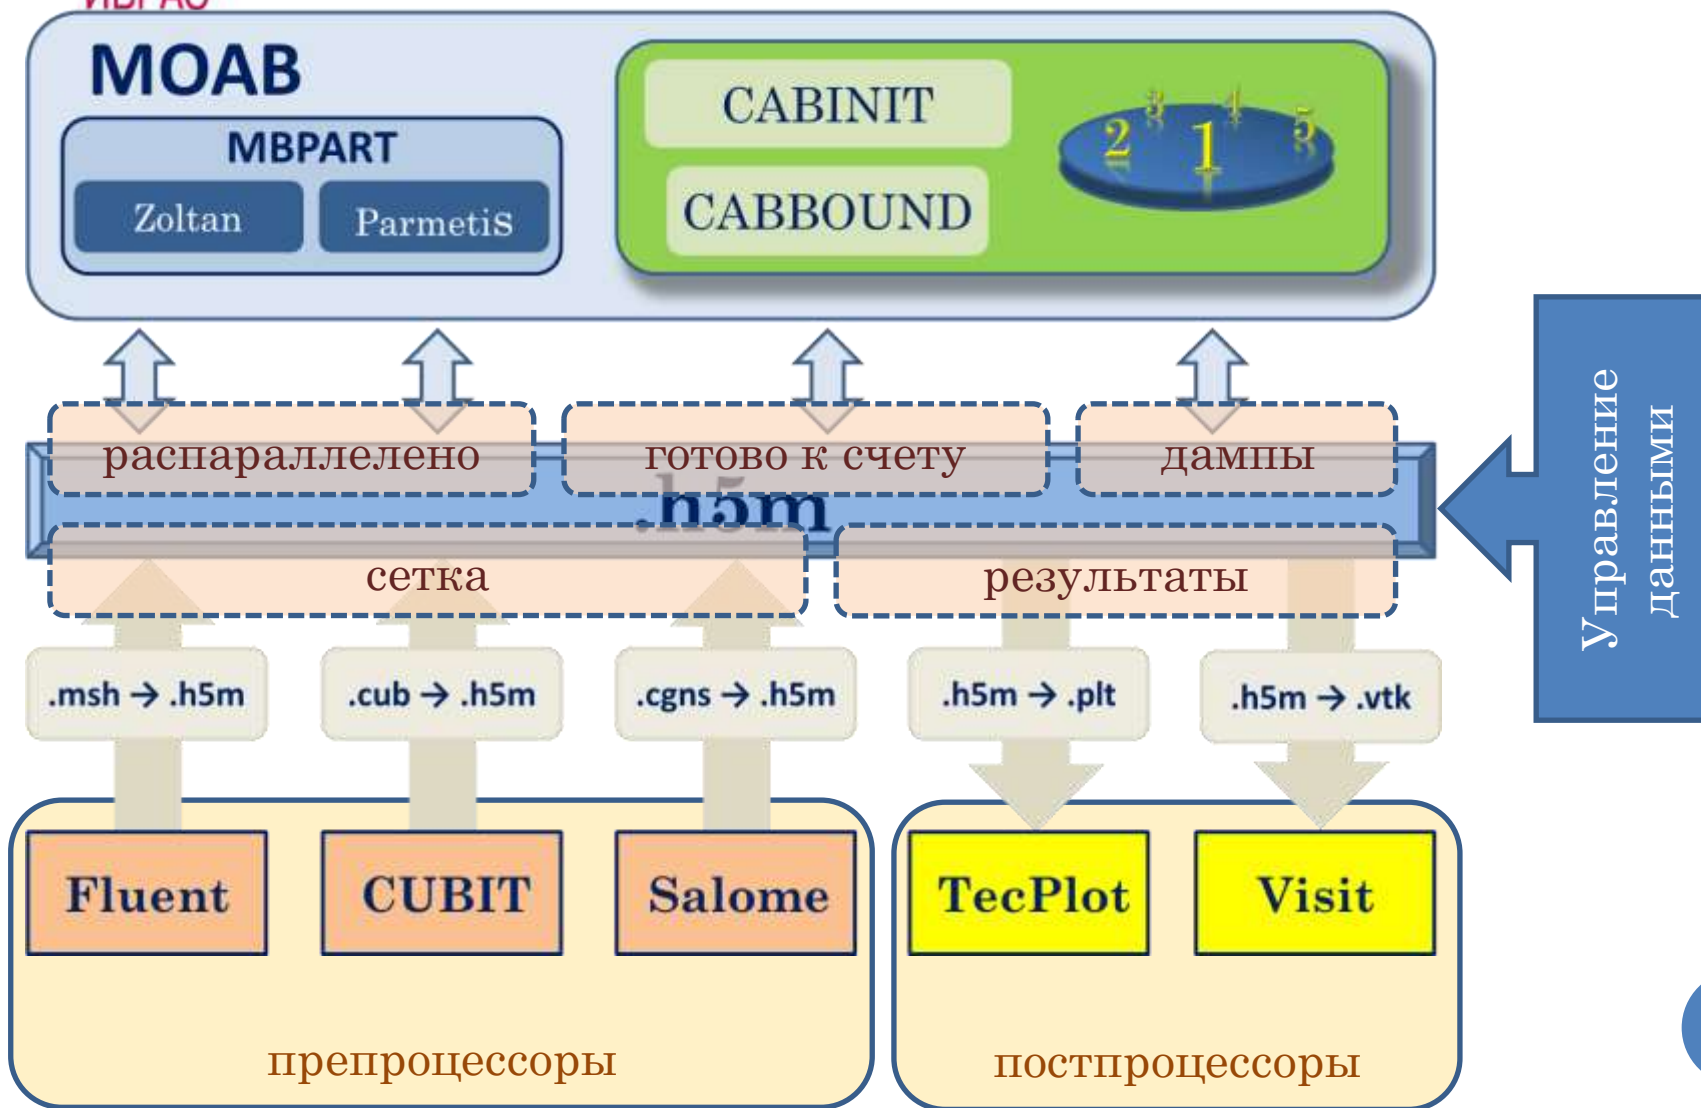 ИБРАЭ
MOAB
MBPART
Zoltan
Parmetis
CABINIT
CABBOUND
3
4
2
1
5
распараллелено
готово к счету
дампы
.h5m
сетка
результаты
Управление
данными
.msh → .h5m
.cub → .h5m
.cgns → .h5m
.h5m → .plt
.h5m → .vtk
Fluent
CUBIT
Salome
TecPlot
Visit
препроцессоры
постпроцессоры